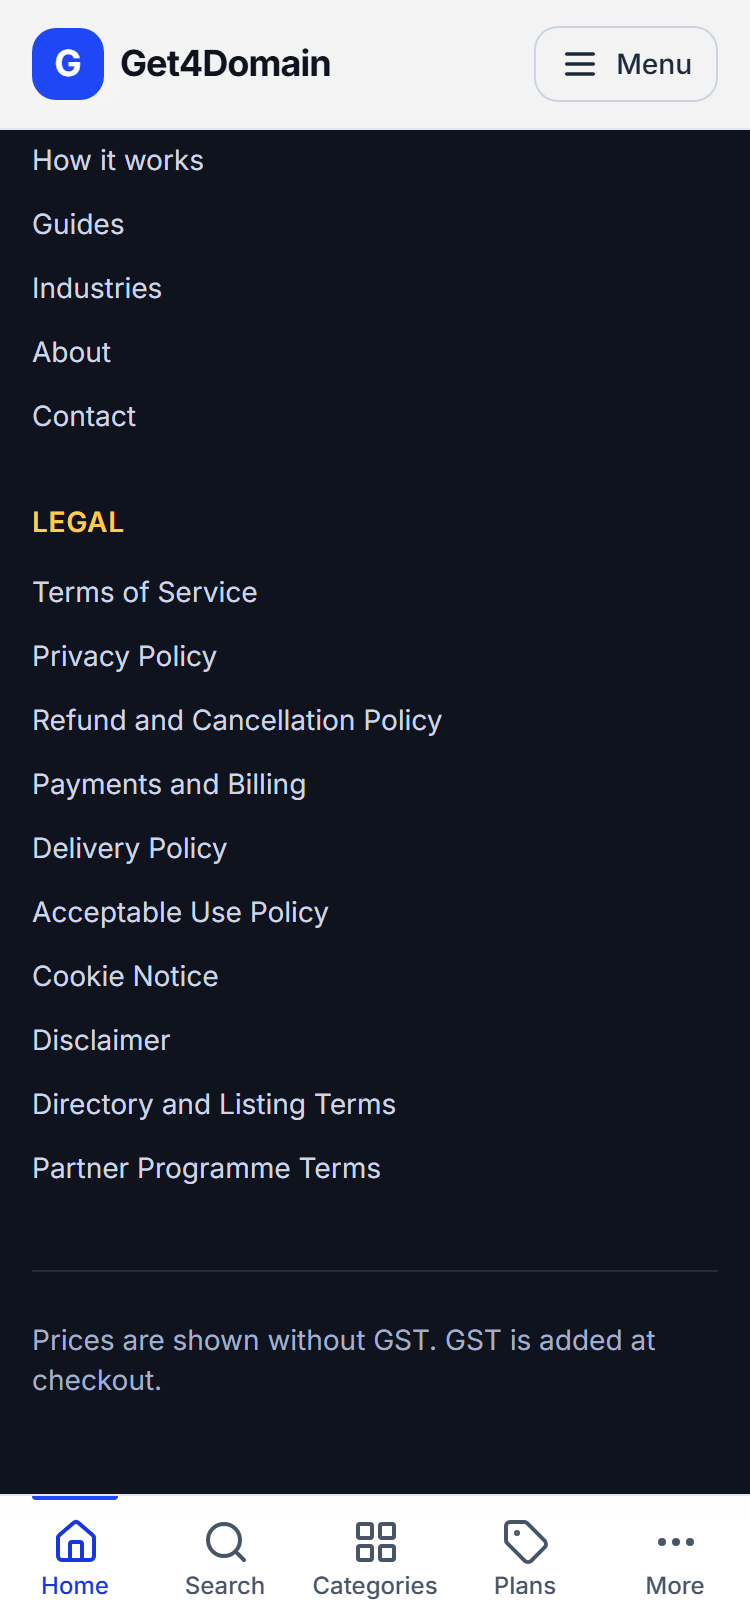 G Get4Domain
Menu
How it works
Guides
Industries
About
Contact
LEGAL
Terms of Service
Privacy Policy
Refund and Cancellation Policy
Payments and Billing
Delivery Policy
Acceptable Use Policy
Cookie Notice
Disclaimer
Directory and Listing Terms
Partner Programme Terms
Prices are shown without GST. GST is added at
checkout.
Home Search Categories Plans More